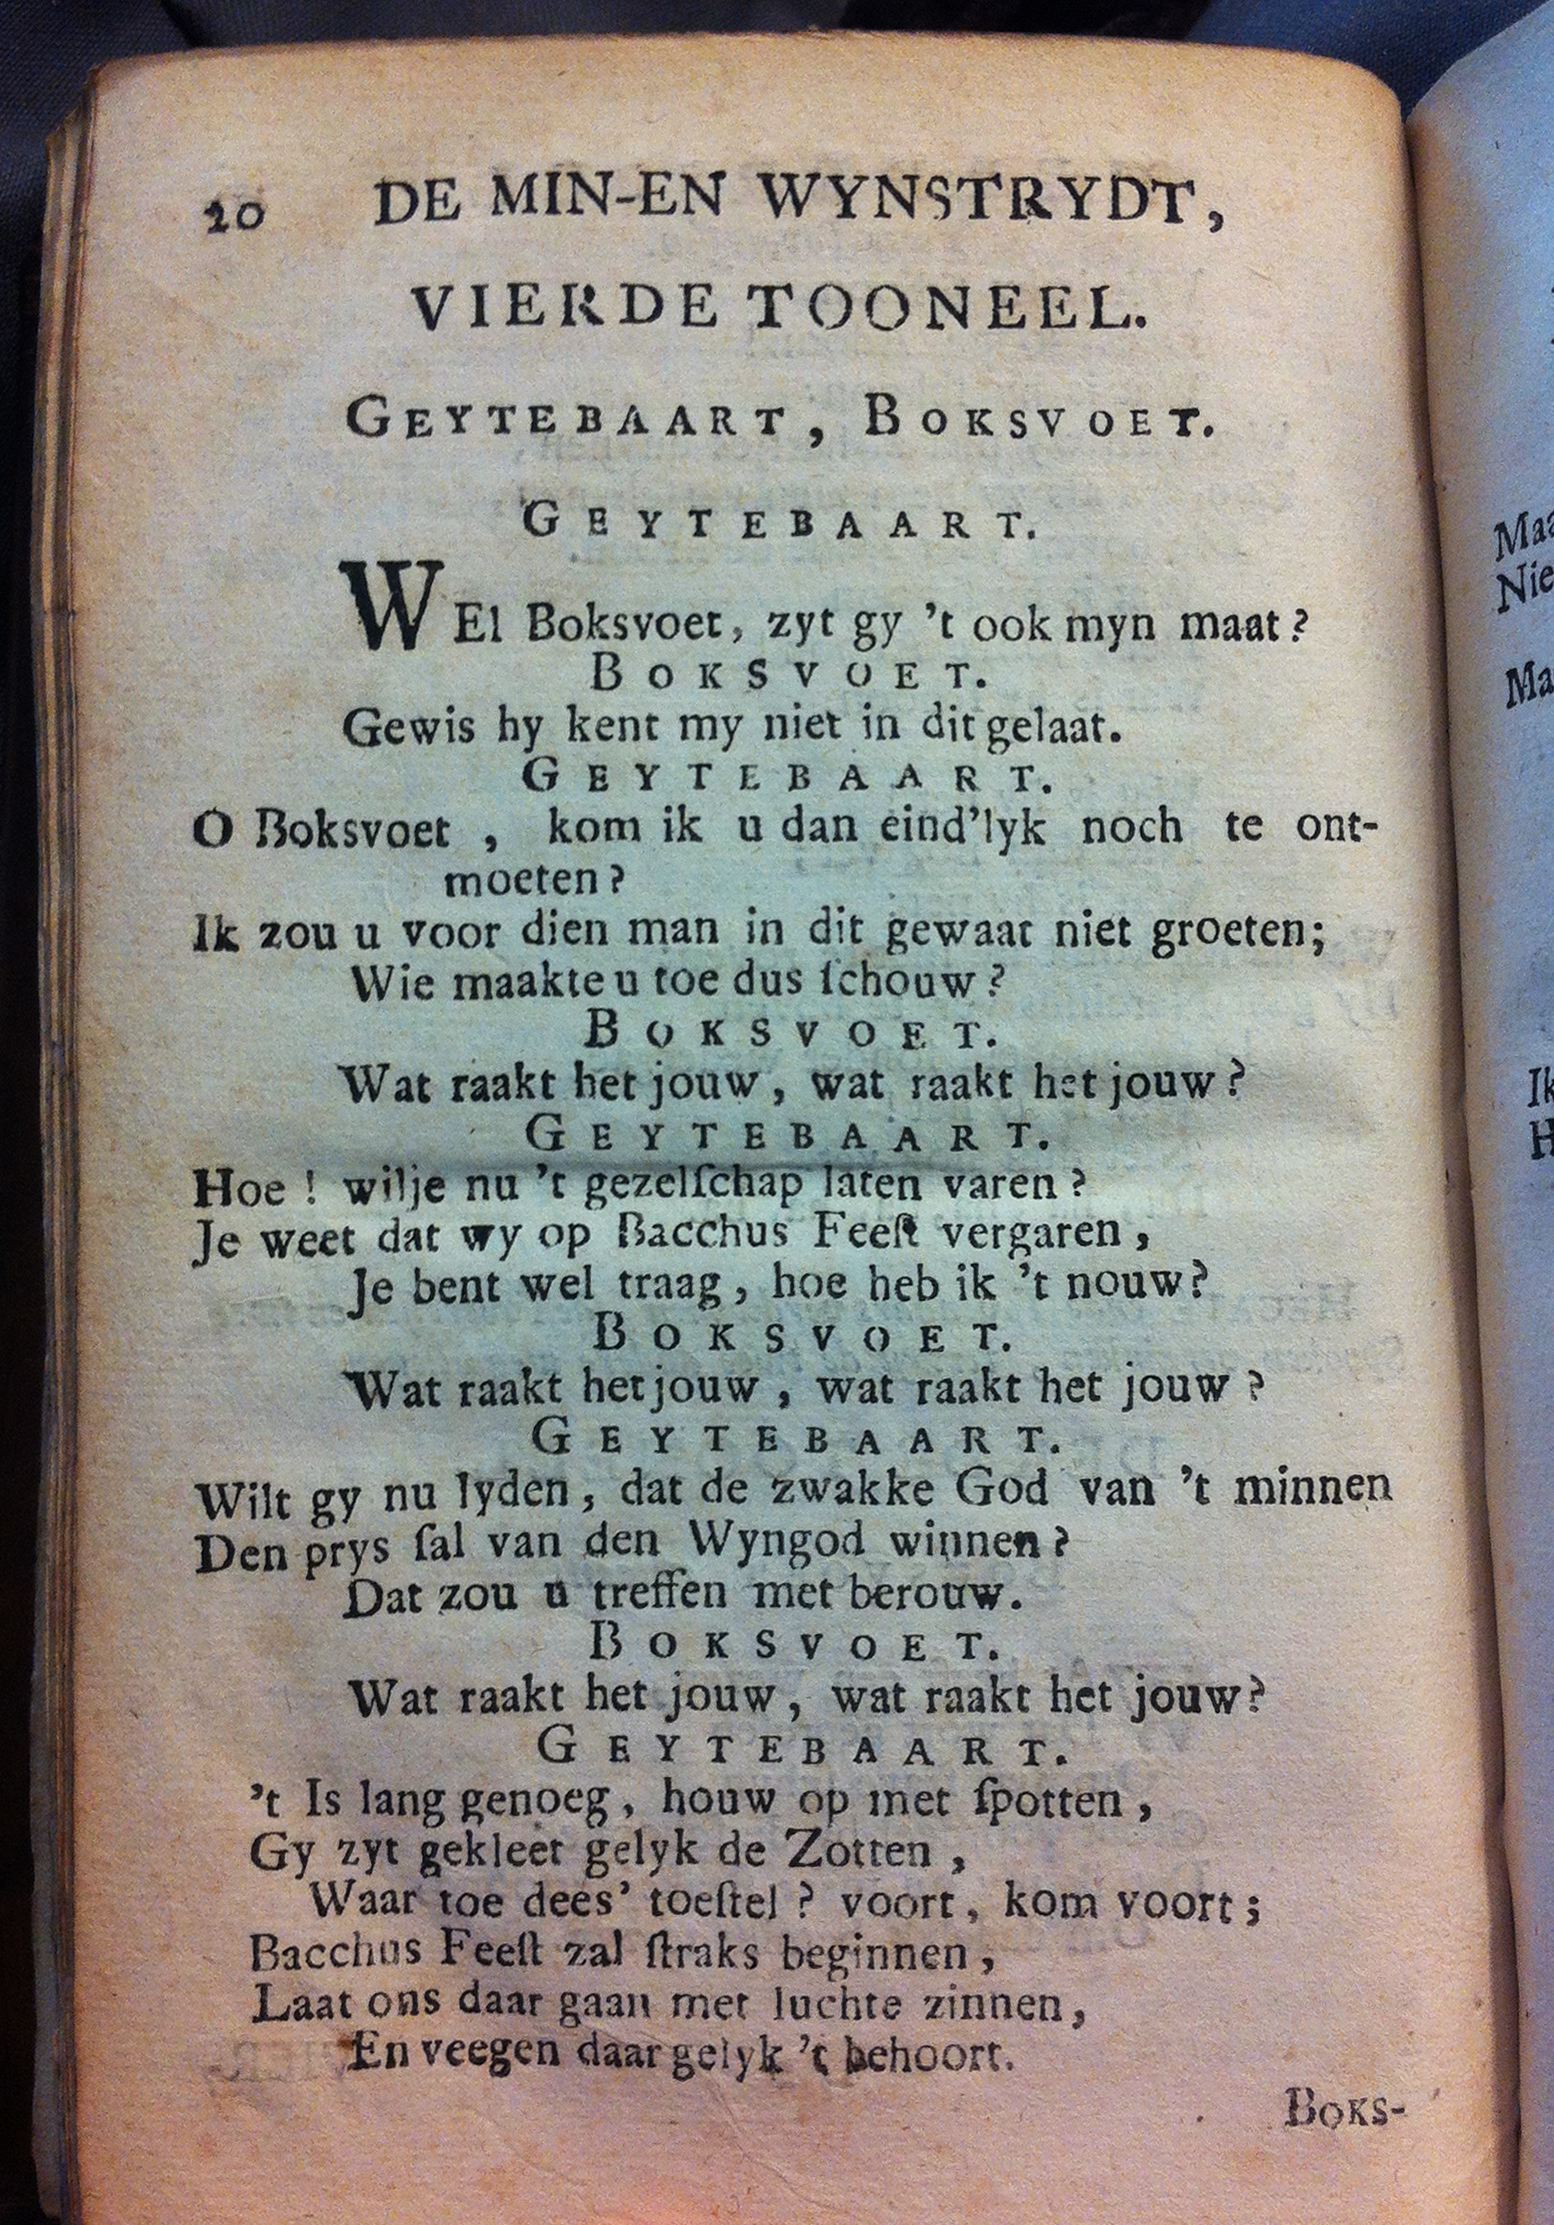 20 DE MIN-EN WYNSTRYDT,
VIERDE TOONEEL.
GEYTEBAART, BOKSVOET.
GEYTEBAART.
WEl Boksvoet, zyt gy 't ook myn maat?
BOKSVOET.
Gewis hy kent my niet in dit gelaat.
GEYTEBAART.
O Boksvoet, kom ik u dan eind'lyk noch te ont-
moeten?
Ik zou u voor dien man in dit gewaat niet groeten;
Wie maakte u toe dus ſchouw?
BOKSVOET.
Wat raakt het jouw, wat raakt het jouw?
GEYTEBAART.
Hoe! wilje nu 't gezelſchap laten varen?
Je weet dat wy op Bacchus Feeſt vergaren,
Je bent wel traag, hoe heb ik 't nouw?
BOKSVOET.
Wat raakt het jouw, wat raakt het jouw?
GEYTEBAART.
Wilt gy nu lyden, dat de zwakke God van 't minnen
Den prys ſal van den Wyngod winnen?
Dat zou u treffen met berouw.
BOKSVOET.
Wat raakt het jouw, wat raakt het jouw?
GEYTEBAART.
't Is lang genoeg, houw op met ſpotten,
Gy zyt gekleet gelyk de Zotten,
Waar toe dees' toeſtel? voort, kom voort;
Bacchus Feeſt zal ſtraks beginnen,
Laat ons daar gaan met luchte zinnen,
En veegen daar gelyk 't behoort.
BOKS-
Maa
Nie
Ma
Ik
H